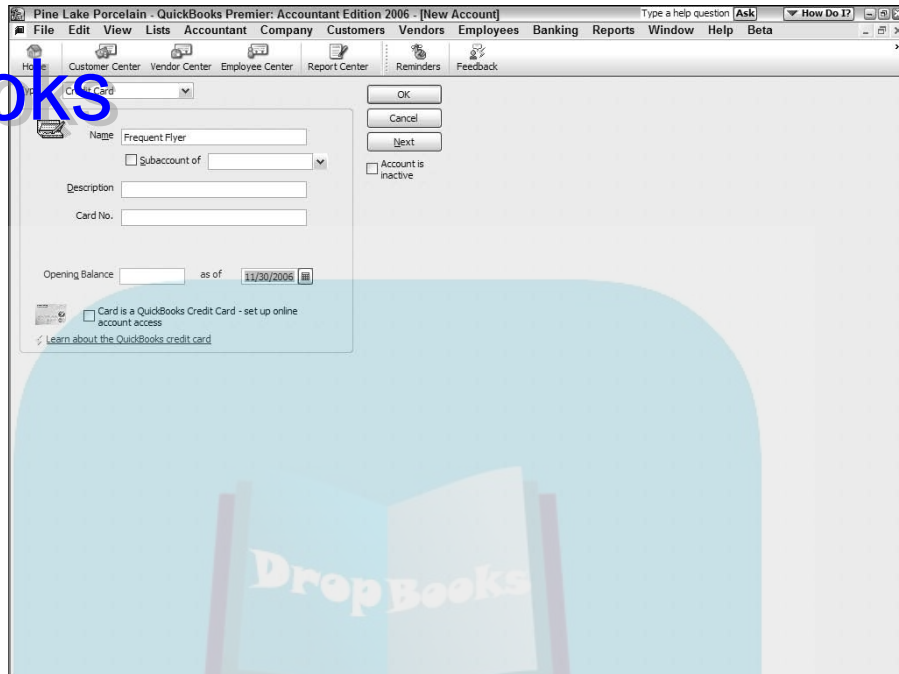 Pine Lake Porcelain - QuickBooks Premier: Accountant Edition 2006 - [New Account]
Type a help question Ask How Do I?
File Edit View Lists Accountant Company Customers Vendors Employees Banking Reports Window Help Beta
Home Customer Center Vendor Center Employee Center Report Center Reminders Feedback
oks
Credit Card
OK
Cancel
Next
Name Frequent Flyer
Subaccount of
Account is
inactive
Description
Card No.
Opening Balance as of 11/30/2006
Card is a QuickBooks Credit Card - set up online
account access
Learn about the QuickBooks credit card
DropBooks